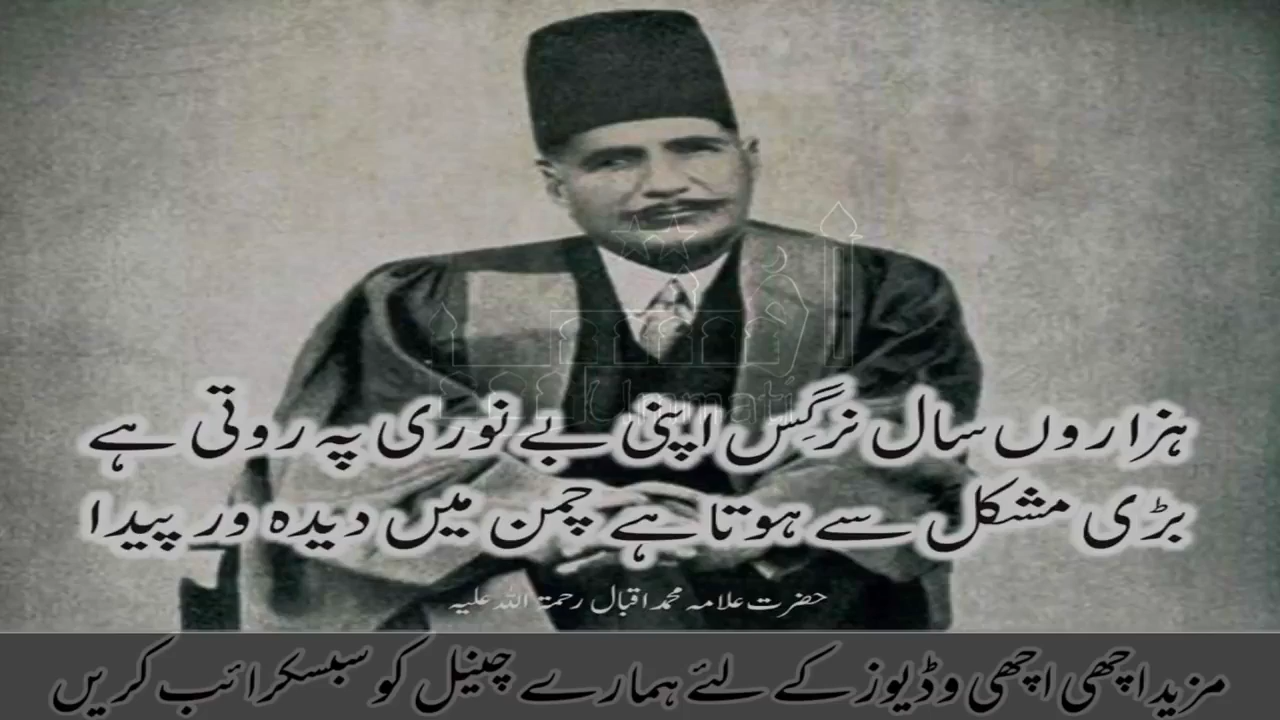 ہزاروں سال نرگس اپنی بے نوری پہ روتی ہے
بڑی مشکل سے ہوتا ہے چمن میں دیدہ ور پیدا
حضرت علامہ محمد اقبال رحمۃ اللہ علیہ
مزید اچھی اچھی وڈیوز کے لئے ہمارے چینیل کو سبسکرائب کریں